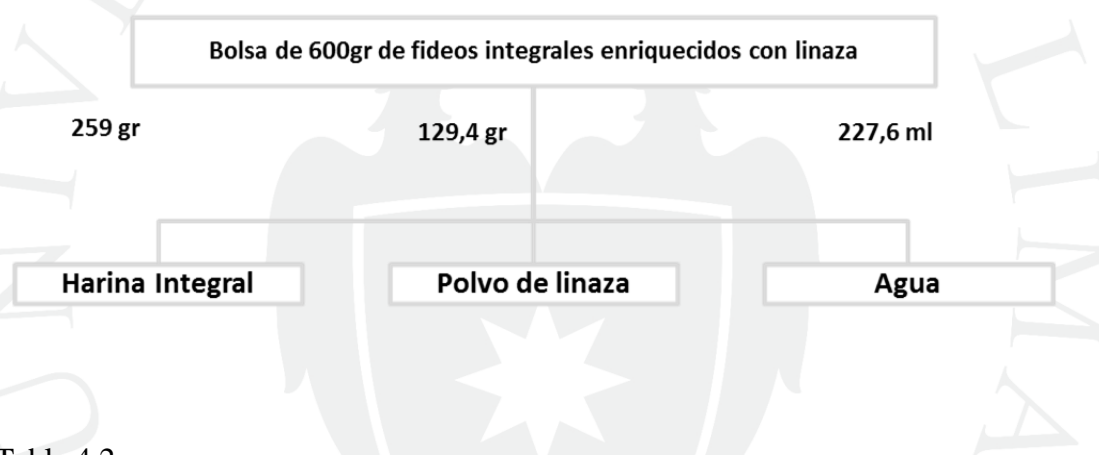 Bolsa de 600gr de fideos integrales enriquecidos con linaza
259 gr
129,4 gr
227,6 ml
Harina Integral
Polvo de linaza
Agua